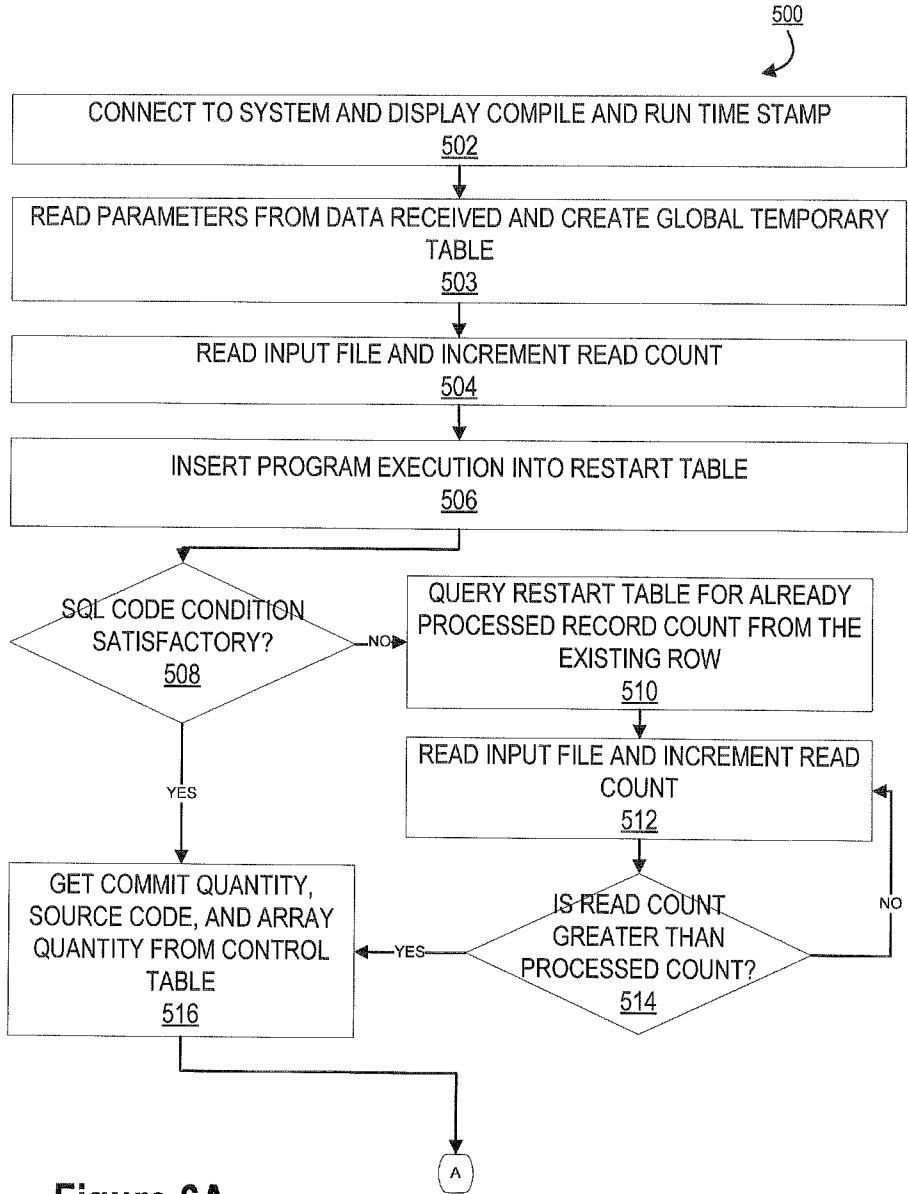 500
CONNECT TO SYSTEM AND DISPLAY COMPILE AND RUN TIME STAMP
502
READ PARAMETERS FROM DATA RECEIVED AND CREATE GLOBAL TEMPORARY
TABLE
503
READ INPUT FILE AND INCREMENT READ COUNT
504
INSERT PROGRAM EXECUTION INTO RESTART TABLE
506
SQL CODE CONDITION
SATISFACTORY?
508
NO
QUERY RESTART TABLE FOR ALREADY
PROCESSED RECORD COUNT FROM THE
EXISTING ROW
510
READ INPUT FILE AND INCREMENT READ
COUNT
512
YES
IS READ COUNT
GREATER THAN
PROCESSED COUNT?
514
NO
YES
GET COMMIT QUANTITY,
SOURCE CODE, AND ARRAY
QUANTITY FROM CONTROL
TABLE
516
A
Figure 6A